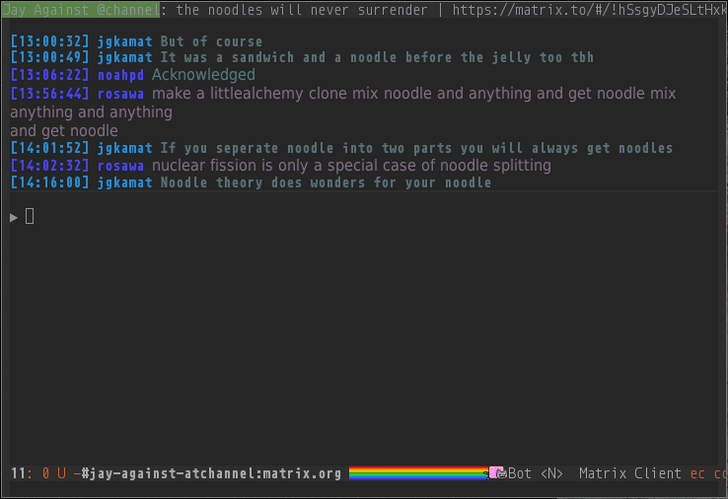 Jay Against @channel: the noodles will never surrender | https://matrix.to/#/!hSsgyDJeSLtHxk
[13:00:32] jgkamat But of course
[13:00:49] jgkamat It was a sandwich and a noodle before the jelly too tbh
[13:06:22] noahpd Acknowledged
[13:56:44] rosawa make a littlealchemy clone mix noodle and anything and get noodle mix
anything and anything
and get noodle
[14:01:52] jgkamat If you seperate noodle into two parts you will always get noodles
[14:02:32] rosawa nuclear fission is only a special case of noodle splitting
[14:16:00] jgkamat Noodle theory does wonders for your noodle
11: 0 U -#jay-against-atchannel:matrix.org Bot <N> Matrix Client ec co